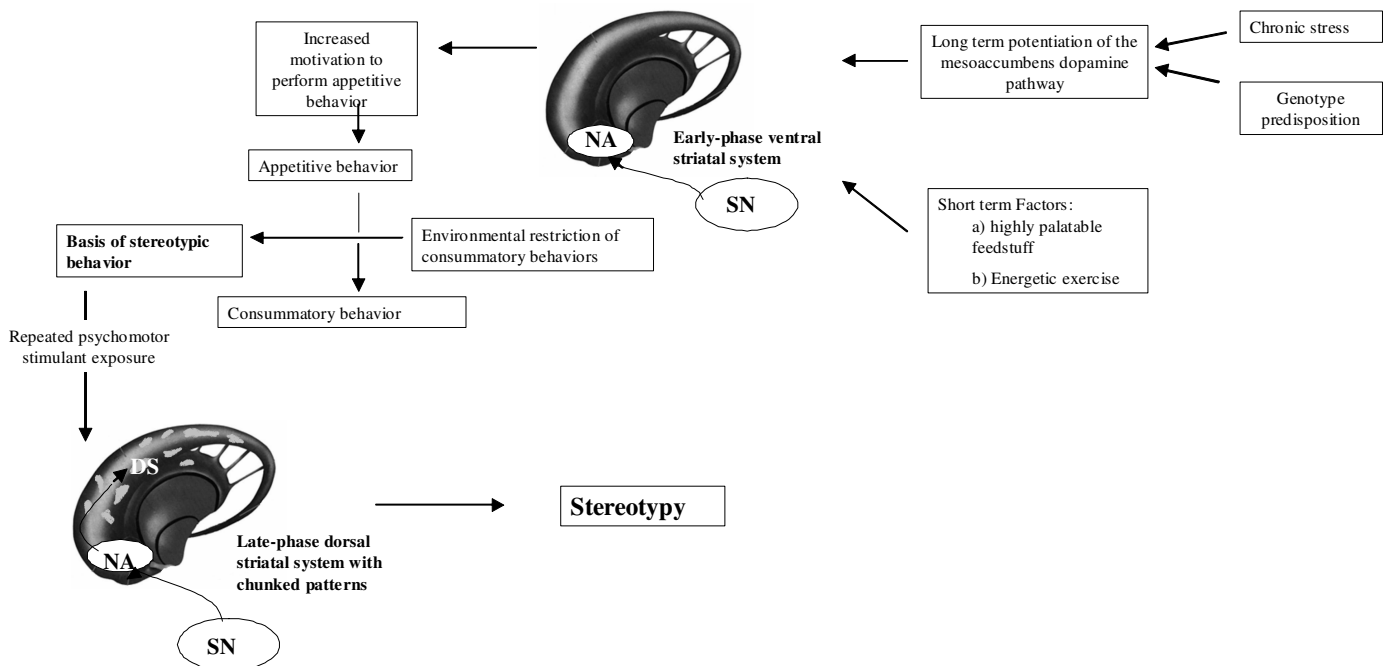 Increased
motivation to
perform appetitive
behavior
Appetitive behavior
Basis of stereotypic
behavior
Environmental restriction of
consummatory behaviors
Consummatory behavior
Repeated psychomotor
stimulant exposure
NA
Early-phase ventral
striatal system
SN
Long term potentiation of the
mesoaccumbens dopamine
pathway
Chronic stress
Genotype
predisposition
Short term Factors:
a) highly palatable
feedstuff
b) Energetic exercise
DS
NA
Late-phase dorsal
striatal system with
chunked patterns
SN
Stereotypy